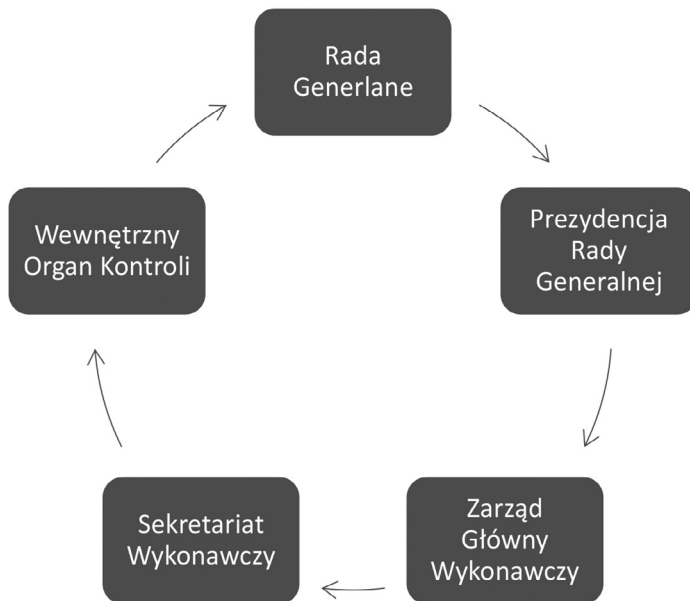 Rada
Generlane
Prezydencja
Rady
Generalnej
Zarząd
Główny
Wykonawczy
Sekretariat
Wykonawczy
Wewnętrzny
Organ Kontroli